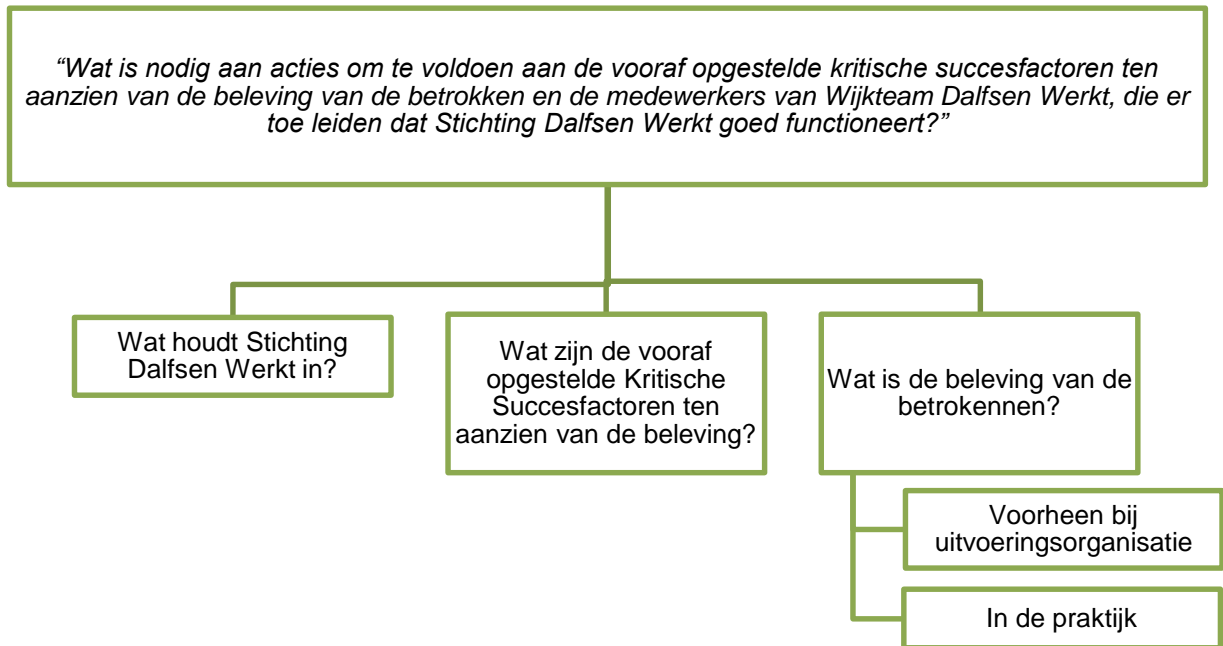 “Wat is nodig aan acties om te voldoen aan de vooraf opgestelde kritische succesfactoren ten
aanzien van de beleving van de betrokken en de medewerkers van Wijkteam Dalfsen Werkt, die er
toe leiden dat Stichting Dalfsen Werkt goed functioneert?”
Wat houdt Stichting
Dalfsen Werkt in?
Wat zijn de vooraf
opgestelde Kritische
Succesfactoren ten
aanzien van de beleving?
Wat is de beleving van de
betrokennen?
Voorheen bij
uitvoeringsorganisatie
In de praktijk